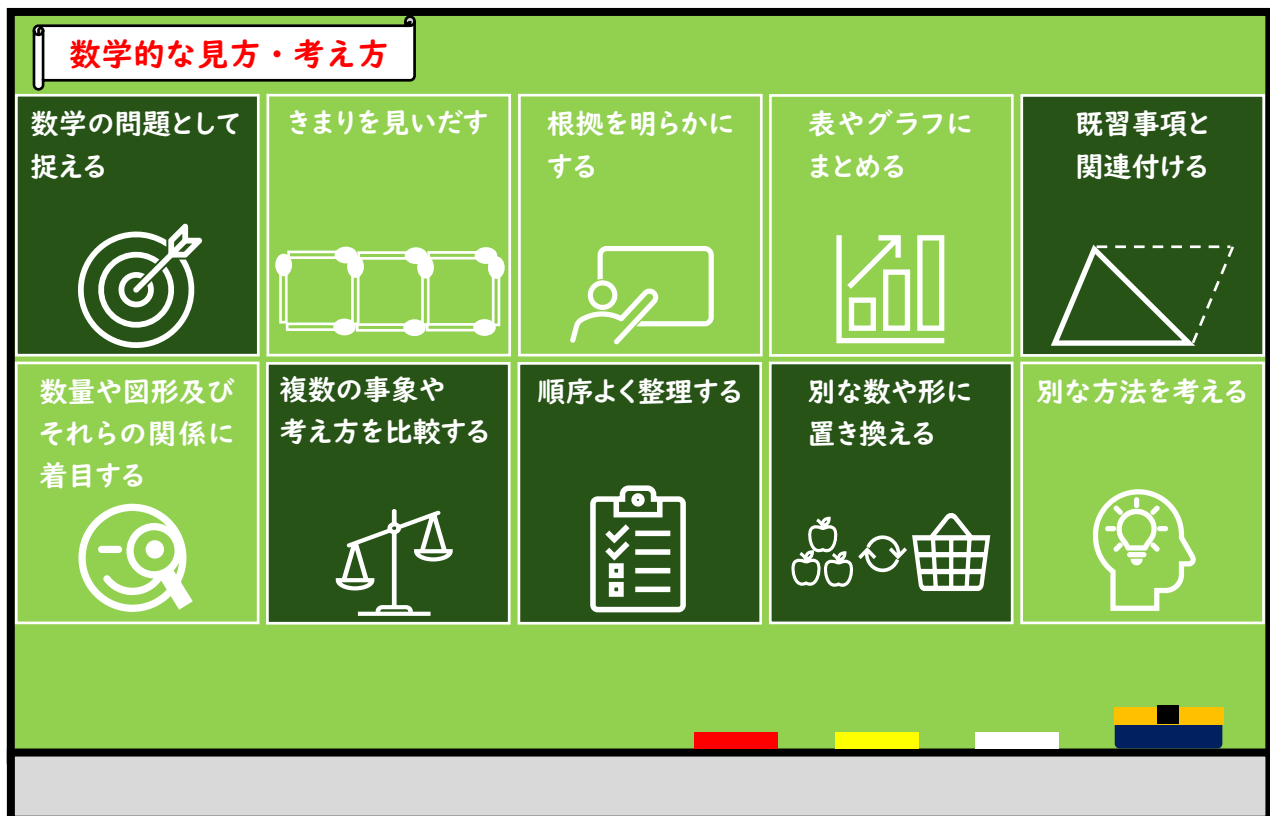 数学的な見方・考え方
数学の問題として
捉える
きまりを見いだす
根拠を明らかに
する
表やグラフに
まとめる
既習事項と
関連付ける
数量や図形及び
それらの関係に
着目する
複数の事象や
考え方を比較する
順序よく整理する
別な数や形に
置き換える
別な方法を考える